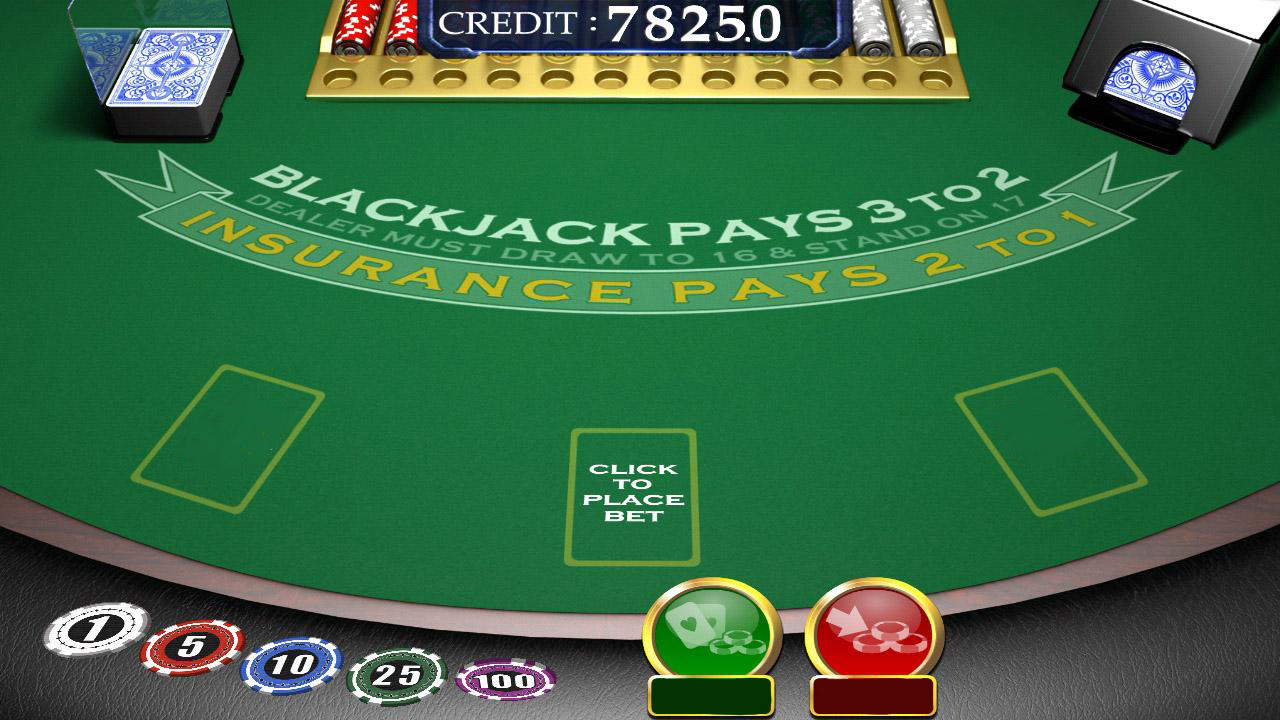 CREDIT : 78250
BLACKJACK PAYS 3 TO 2
DEALER MUST DRAW TO 16 & STAND ON 17
INSURANCE PAYS 2 TO 1
CLICK
TO
PLACE
BET
1
5
10
25
100